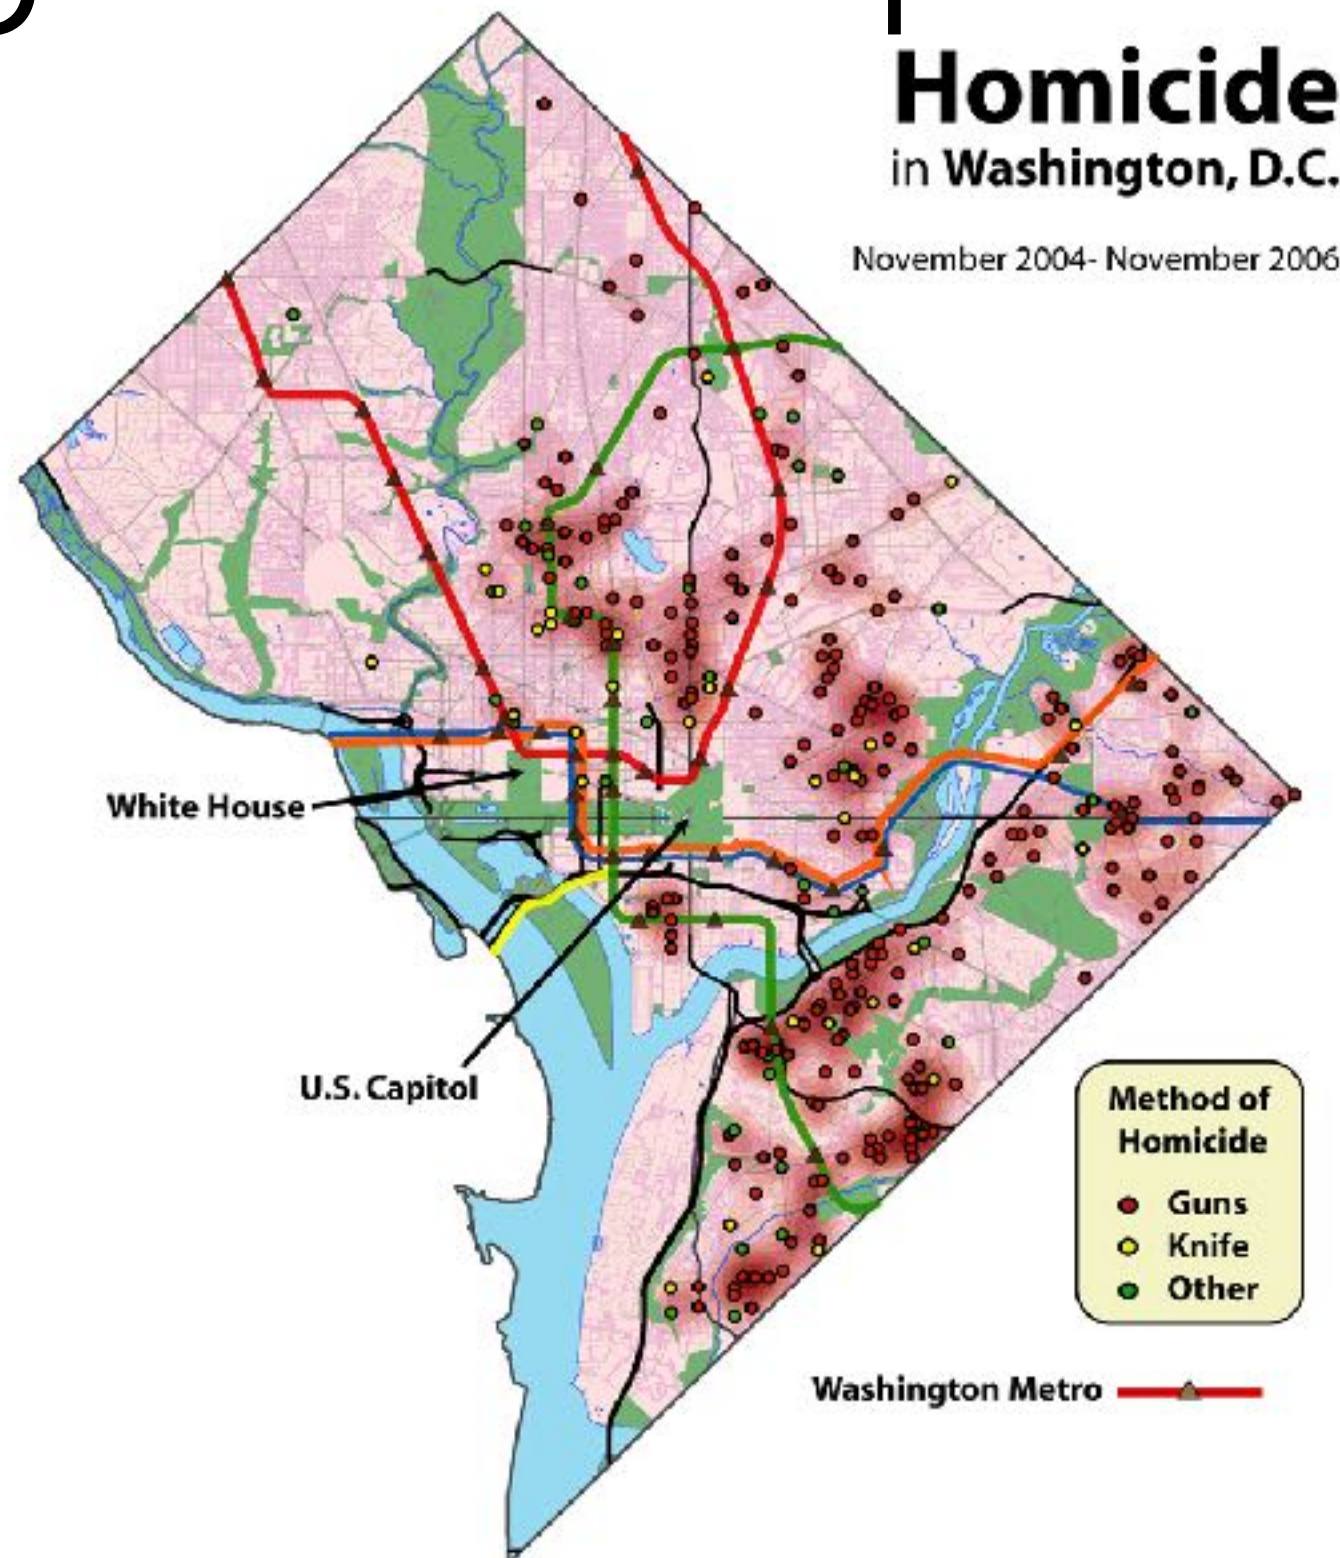 Homicide
in Washington, D.C.
November 2004- November 2006
White House
U.S. Capitol
Method of
Homicide
Guns
Knife
Other
Washington Metro